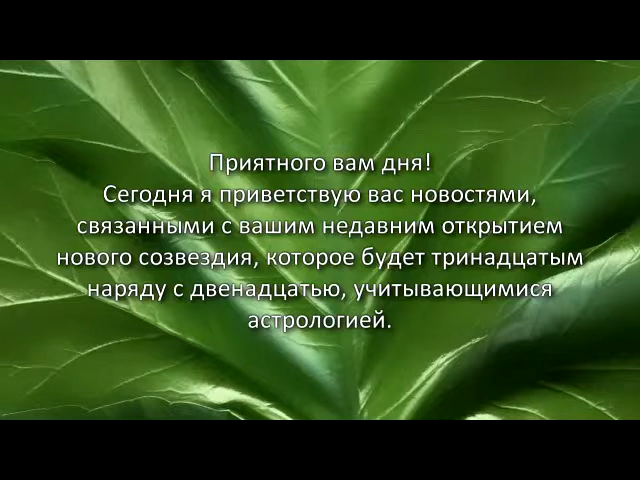 Приятного вам дня!
Сегодня я приветствую вас новостями,
связанными с вашим недавним открытием
нового созвездия, которое будет тринадцатым
наряду с двенадцатью, учитывающимися
астрологией.